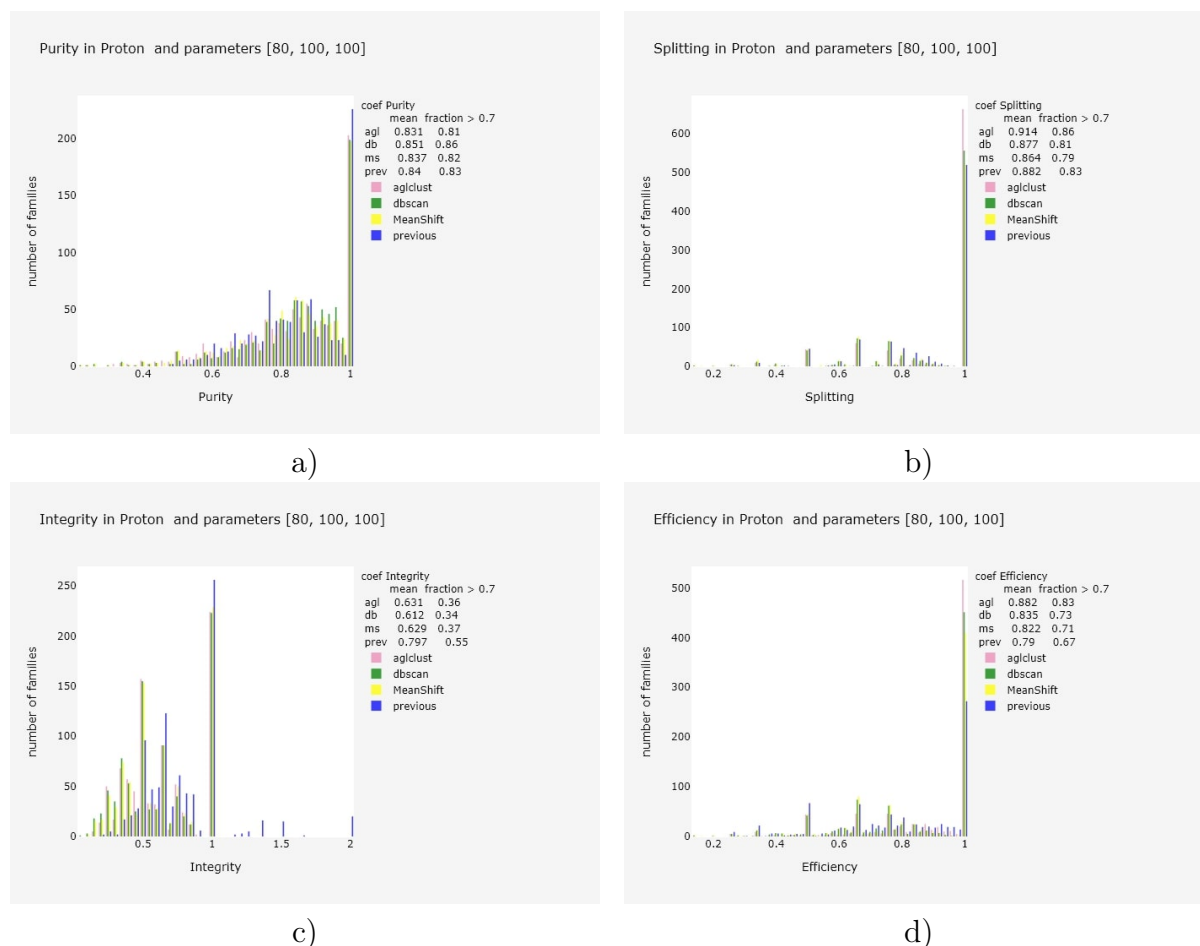 Purity in Proton  and parameters [80, 100, 100]
coef Purity
mean fraction > 0.7
agl 0.831 0.81
db 0.851 0.86
ms 0.837 0.82
prev 0.84 0.83
aglclust
dbscan
MeanShift
previous
number of families
200
150
100
50
0
0.4 0.6 0.8 1
Purity
a)
Splitting in Proton  and parameters [80, 100, 100]
coef Splitting
mean fraction > 0.7
agl 0.914 0.86
db 0.877 0.81
ms 0.864 0.79
prev 0.882 0.83
aglclust
dbscan
MeanShift
previous
number of families
600
500
400
300
200
100
0
0.2 0.4 0.6 0.8 1
Splitting
b)
Integrity in Proton  and parameters [80, 100, 100]
coef Integrity
mean fraction > 0.7
agl 0.631 0.36
db 0.612 0.34
ms 0.629 0.37
prev 0.797 0.55
aglclust
dbscan
MeanShift
previous
number of families
250
200
150
100
50
0
0.5 1 1.5 2
Integrity
c)
Efficiency in Proton  and parameters [80, 100, 100]
coef Efficiency
mean fraction > 0.7
agl 0.882 0.83
db 0.835 0.73
ms 0.822 0.71
prev 0.79 0.67
aglclust
dbscan
MeanShift
previous
number of families
500
400
300
200
100
0
0.2 0.4 0.6 0.8 1
Efficiency
d)